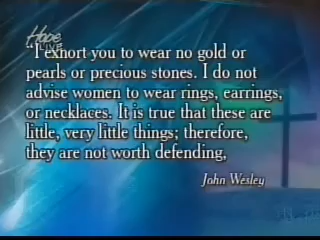 Hope
LIVE
"I exhort you to wear no gold or
pearls or precious stones. I do not
advise women to wear rings, earrings,
or necklaces. It is true that these are
little, very little things; therefore,
they are not worth defending,
John Wesley